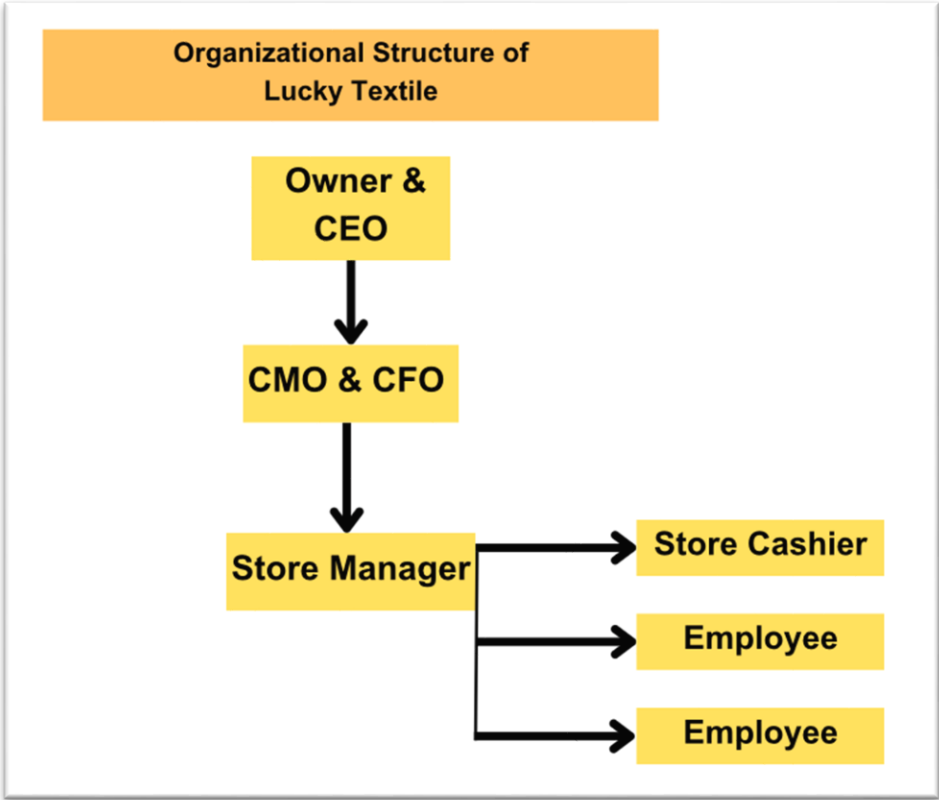 Organizational Structure of
Lucky Textile
Owner &
CEO
CMO & CFO
Store Manager
Store Cashier
Employee
Employee